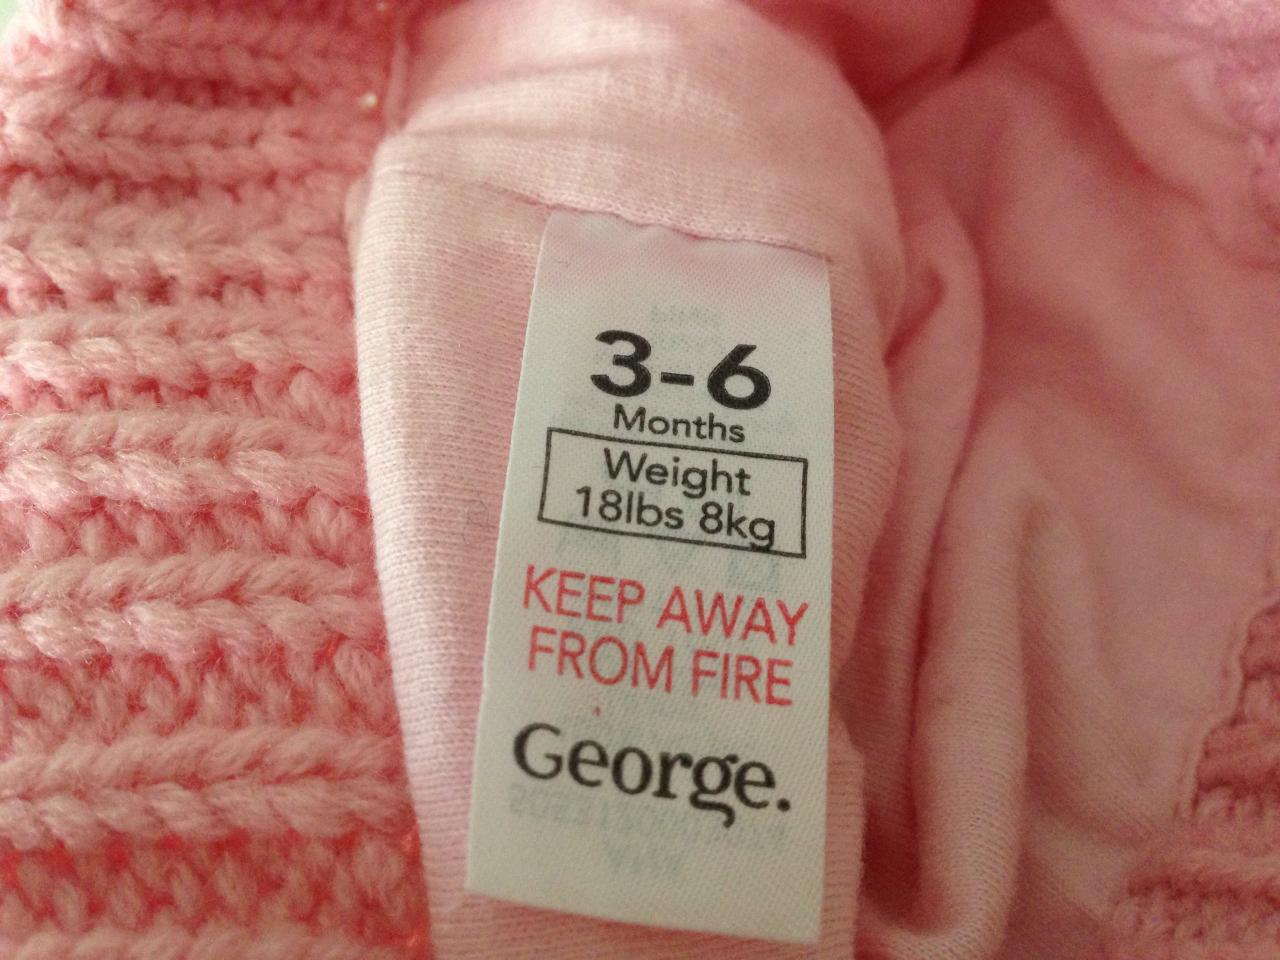 3-6
Months
Weight
18lbs 8kg
KEEP AWAY
FROM FIRE
George.